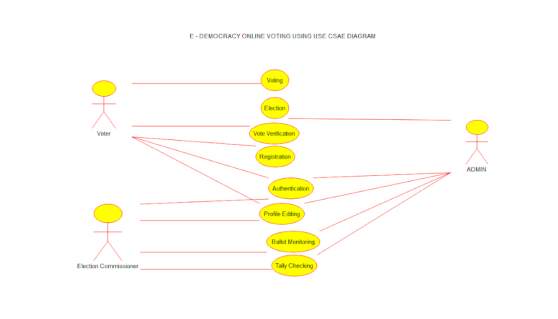 E - DEMOCRACY ONLINE VOTING USING USE CSAE DIAGRAM
Voting
Election
Voter
Vote Verification
Registration
ADMIN
Authentication
Profile Editing
Ballot Monitoring
Election Commissioner
Tally Checking